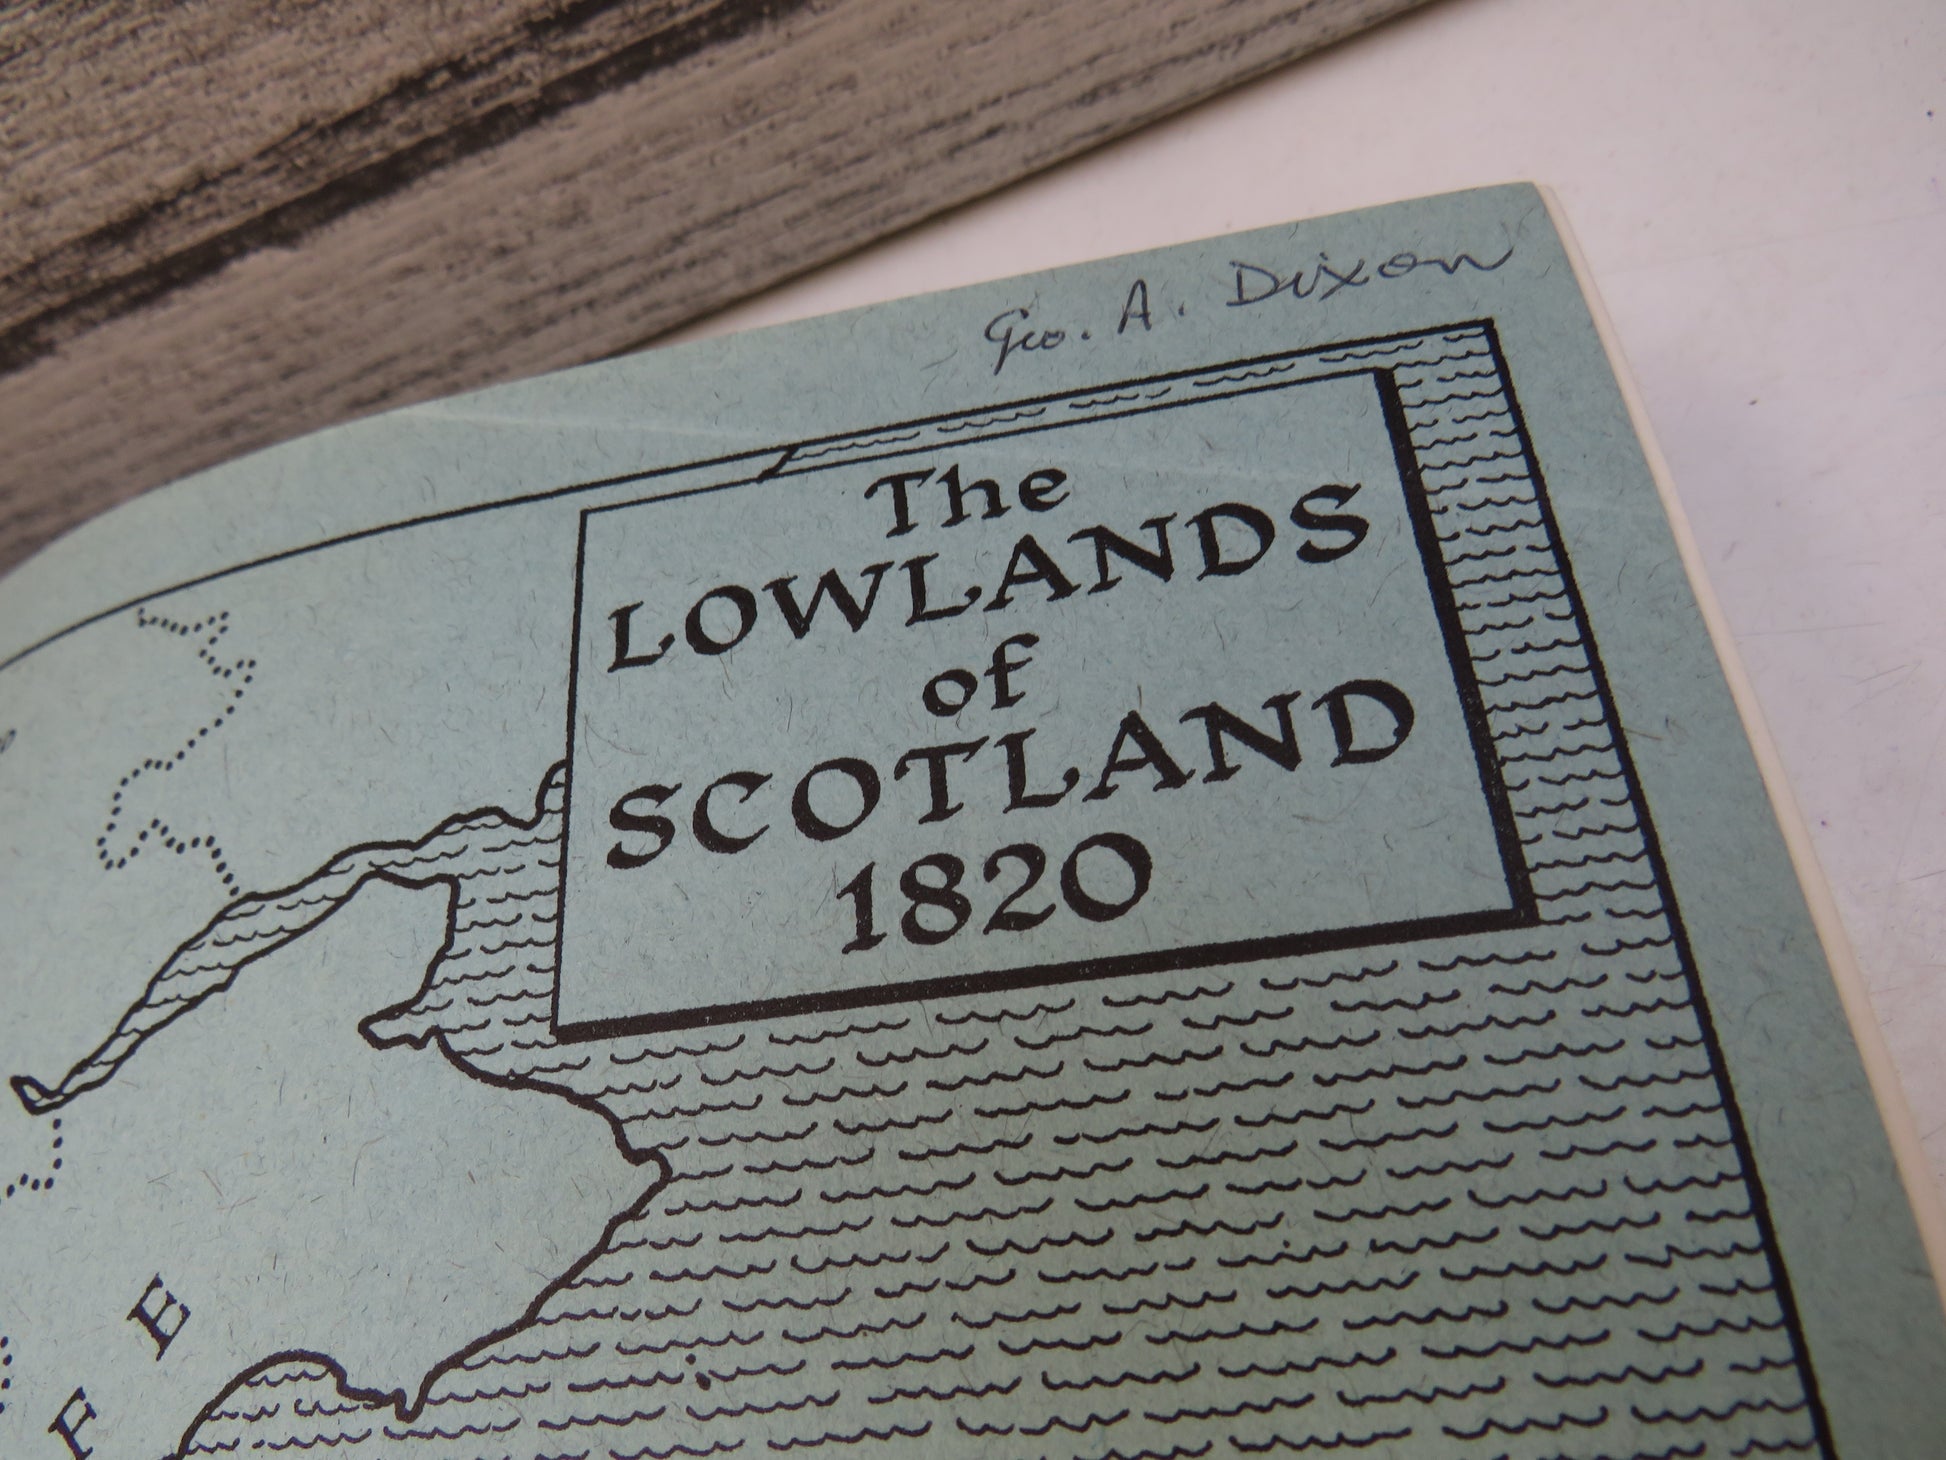 Geo. A. Dixon
The
LOWLANDS
of
SCOTLAND
1820
F E